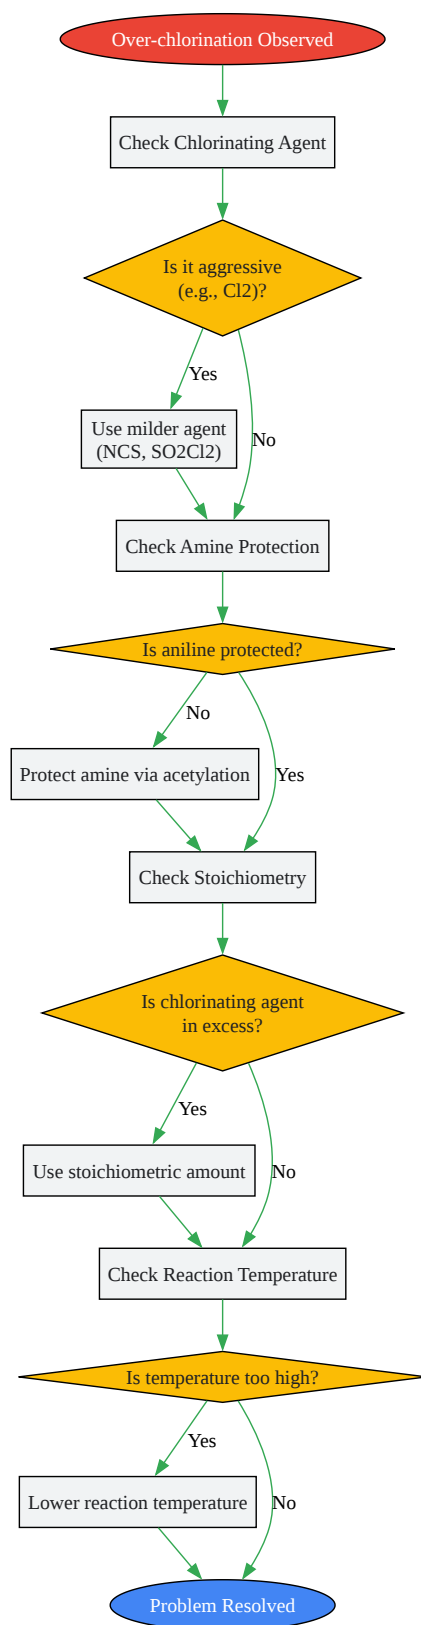 Over-chlorination Observed
Check Chlorinating Agent
Is it aggressive
(e.g., Cl2)?
Yes
Use milder agent
(NCS, SO2Cl2)
No
Check Amine Protection
Is aniline protected?
No
Protect amine via acetylation
Yes
Check Stoichiometry
Is chlorinating agent
in excess?
Yes
Use stoichiometric amount
No
Check Reaction Temperature
Is temperature too high?
Yes
Lower reaction temperature
No
Problem Resolved